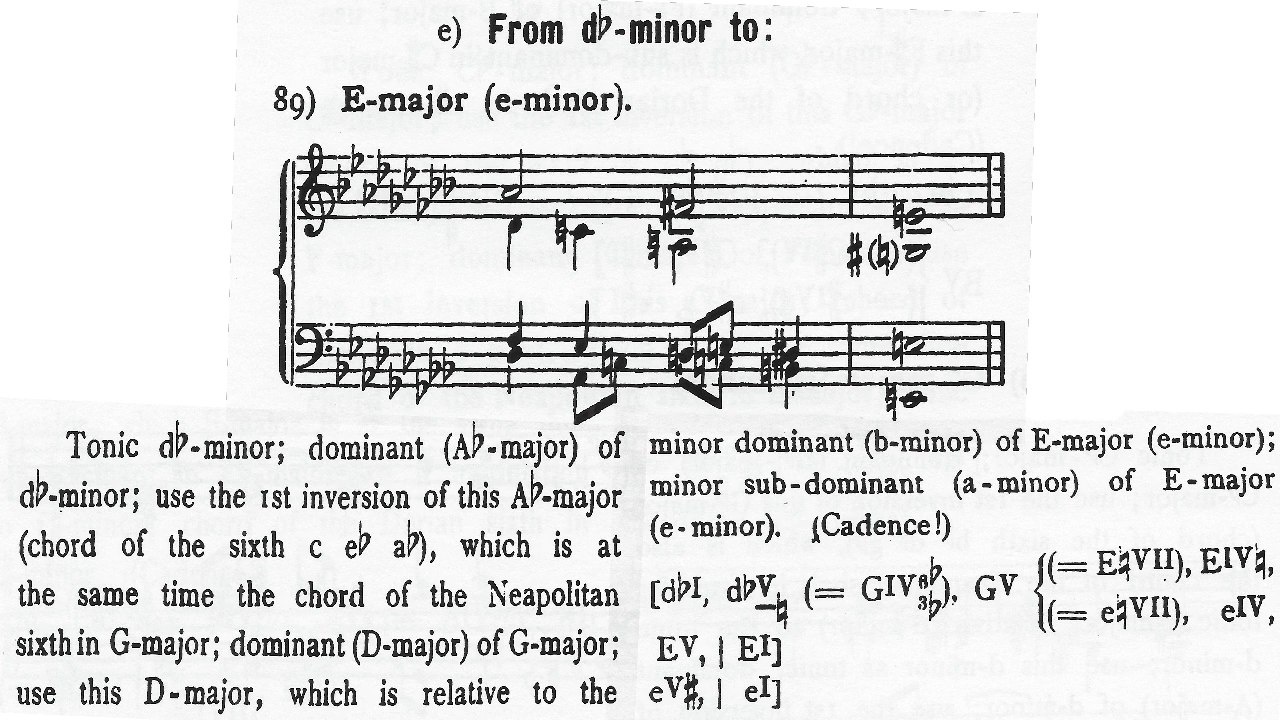 e) From d♭-minor to:
89) E-major (e-minor).
Tonic d♭-minor; dominant (A♭-major) of
d♭-minor; use the 1st inversion of this A♭-major
(chord of the sixth c e♭ a♭), which is at
the same time the chord of the Neapolitan
sixth in G-major; dominant (D-major) of G-major;
use this D-major, which is relative to the
minor dominant (b-minor) of E-major (e-minor);
minor sub-dominant (a-minor) of E-major
(e-minor). (Cadence!)
[d♭I, d♭V♮ (= GIV6♭ 3♭), GV {(= E♮VII), EIV♮,
(= e♮VII), eIV,
EV, | EI]
eV♯, | eI]